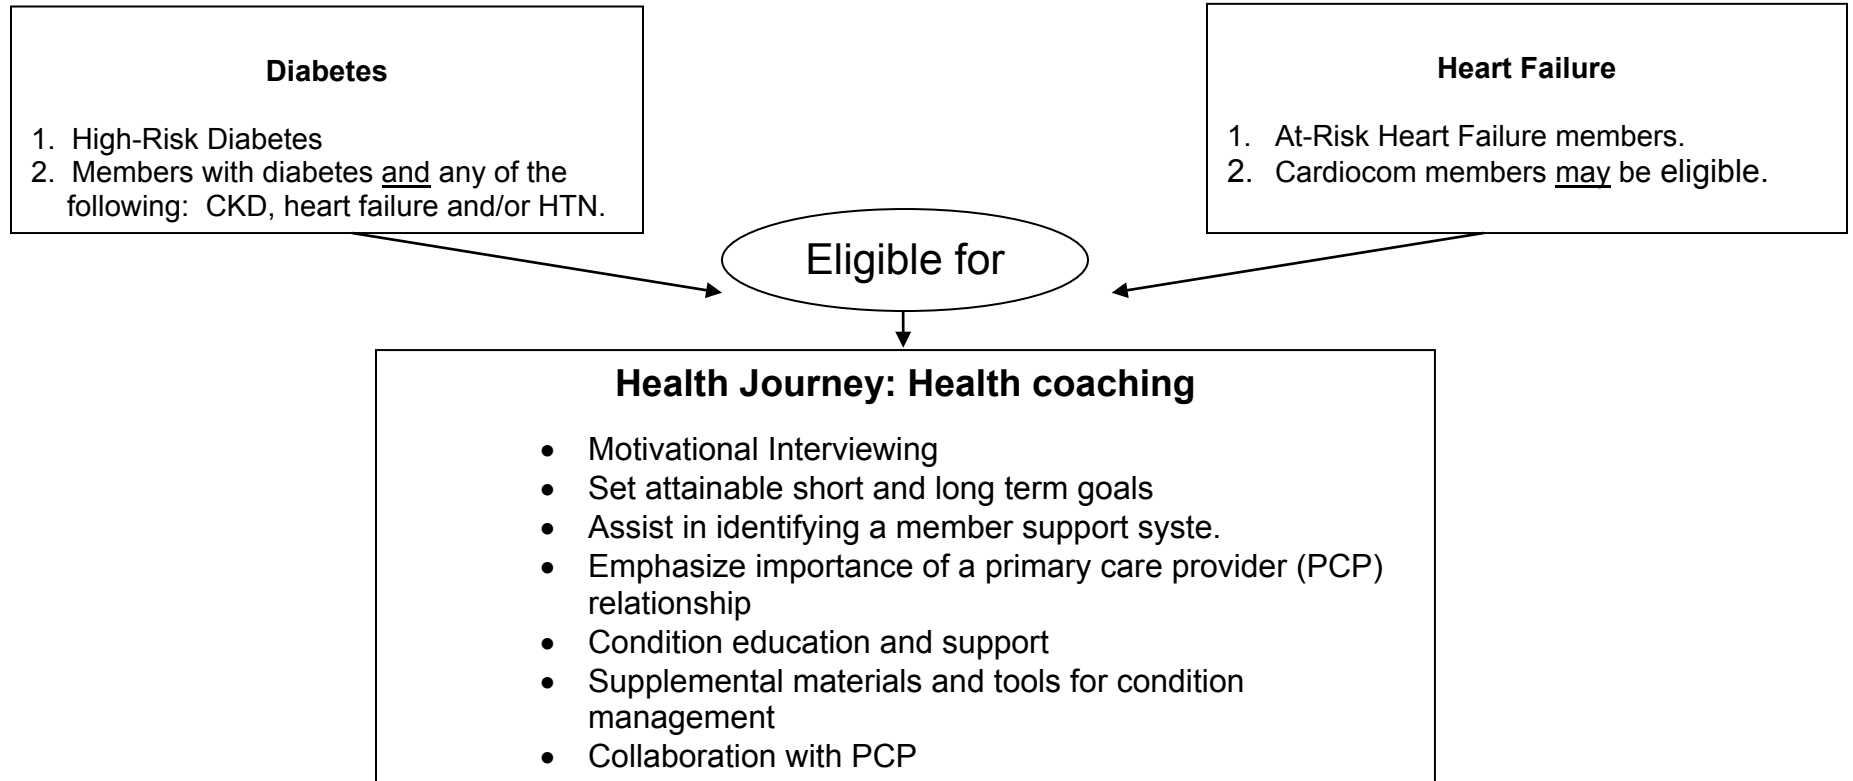 Diabetes
1. High-Risk Diabetes
2. Members with diabetes and any of the
following: CKD, heart failure and/or HTN.
Heart Failure
1. At-Risk Heart Failure members.
2. Cardiocom members may be eligible.
Eligible for
Health Journey: Health coaching
• Motivational Interviewing
• Set attainable short and long term goals
• Assist in identifying a member support syste.
• Emphasize importance of a primary care provider (PCP)
relationship
• Condition education and support
• Supplemental materials and tools for condition
management
• Collaboration with PCP